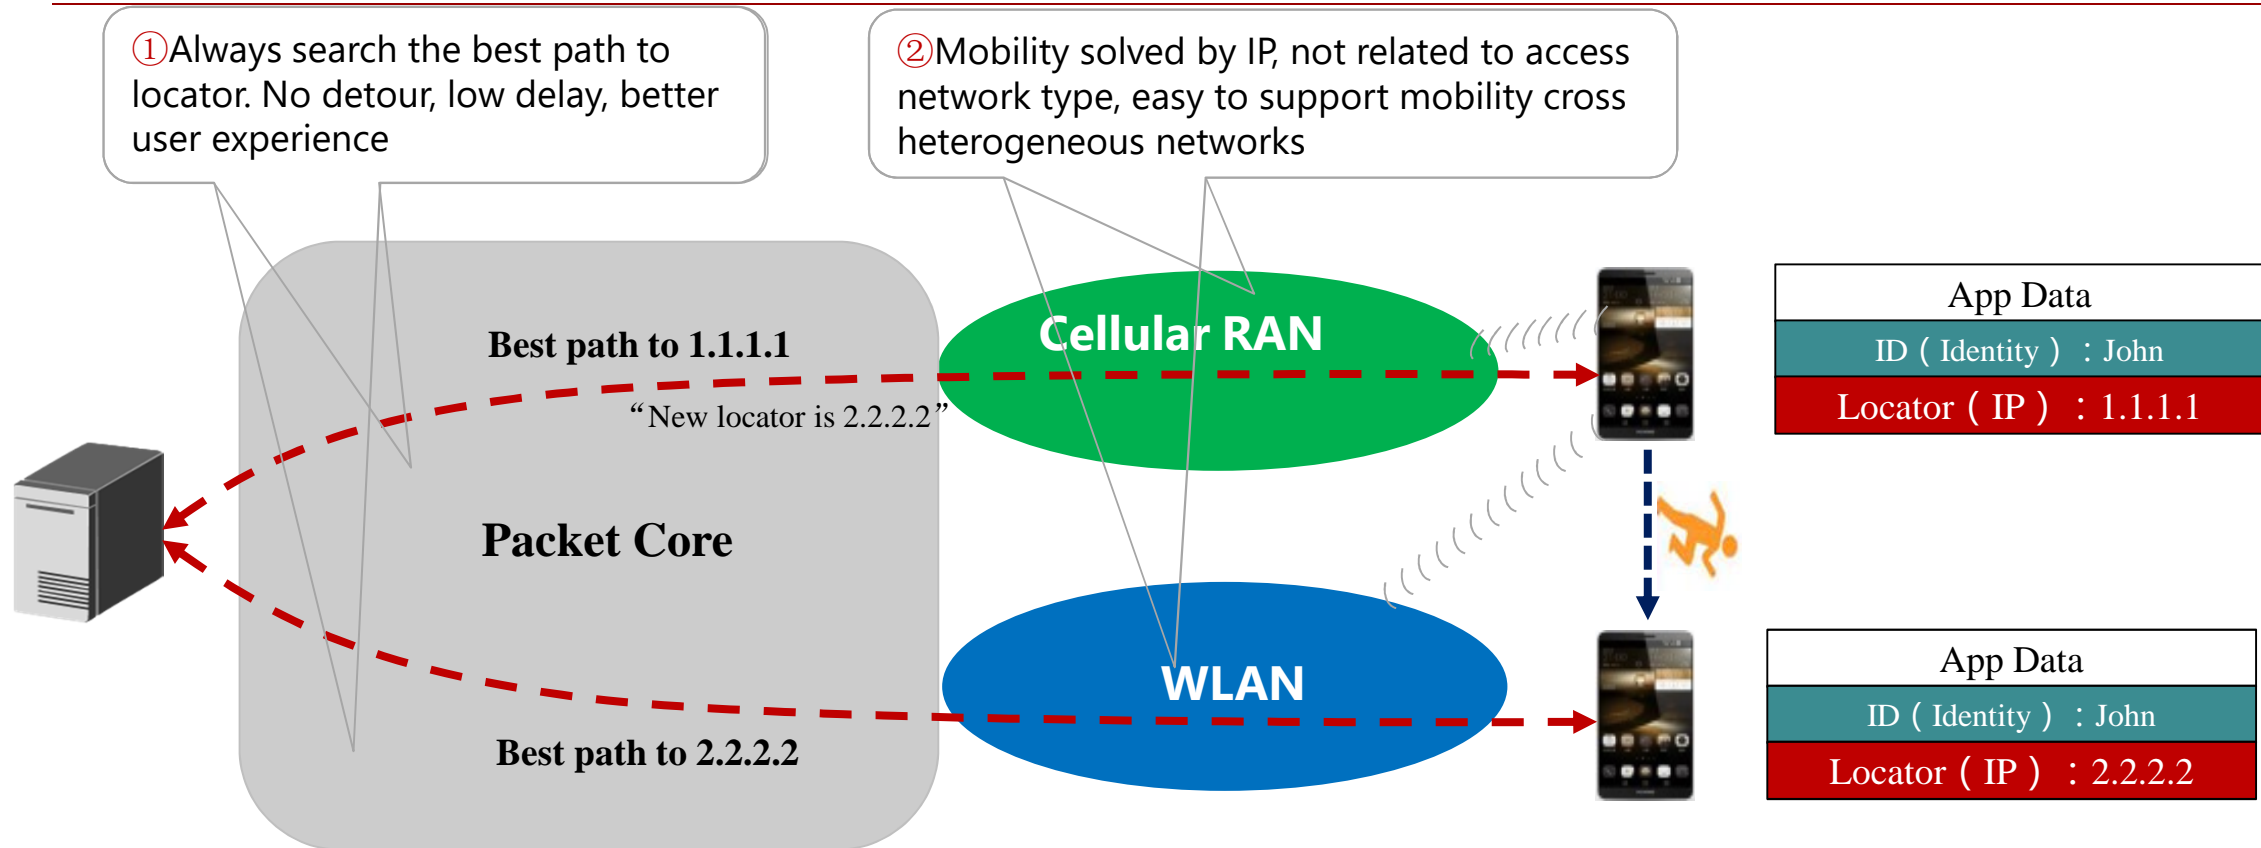 ①Always search the best path to
locator. No detour, low delay, better
user experience
②Mobility solved by IP, not related to access
network type, easy to support mobility cross
heterogeneous networks
Best path to 1.1.1.1
“New locator is 2.2.2.2”
Packet Core
Best path to 2.2.2.2
Cellular RAN
WLAN
App Data
ID（Identity）：John
Locator（IP）：1.1.1.1
App Data
ID（Identity）：John
Locator（IP）：2.2.2.2